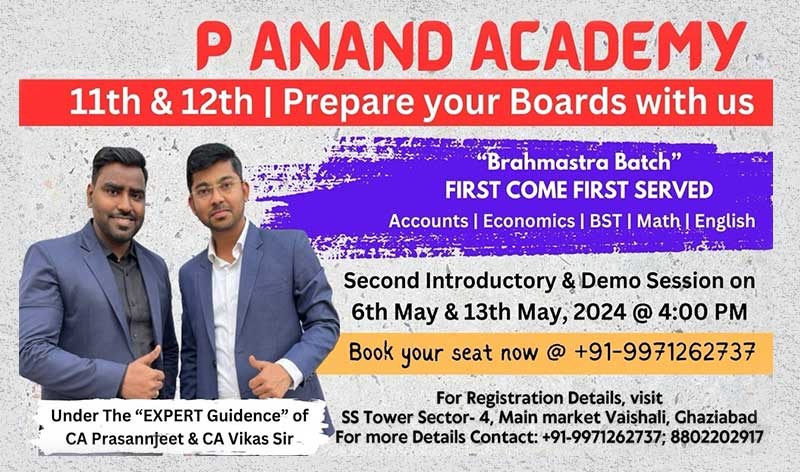 P ANAND ACADEMY
11th & 12th | Prepare your Boards with us
“Brahmastra Batch”
FIRST COME FIRST SERVED
Accounts | Economics | BST | Math | English
Second Introductory & Demo Session on
6th May & 13th May, 2024 @ 4:00 PM
Book your seat now @ +91-9971262737
Under The “EXPERT Guidence” of
CA Prasannjeet & CA Vikas Sir
For Registration Details, visit
SS Tower Sector- 4, Main market Vaishali, Ghaziabad
For more Details Contact: +91-9971262737; 8802202917